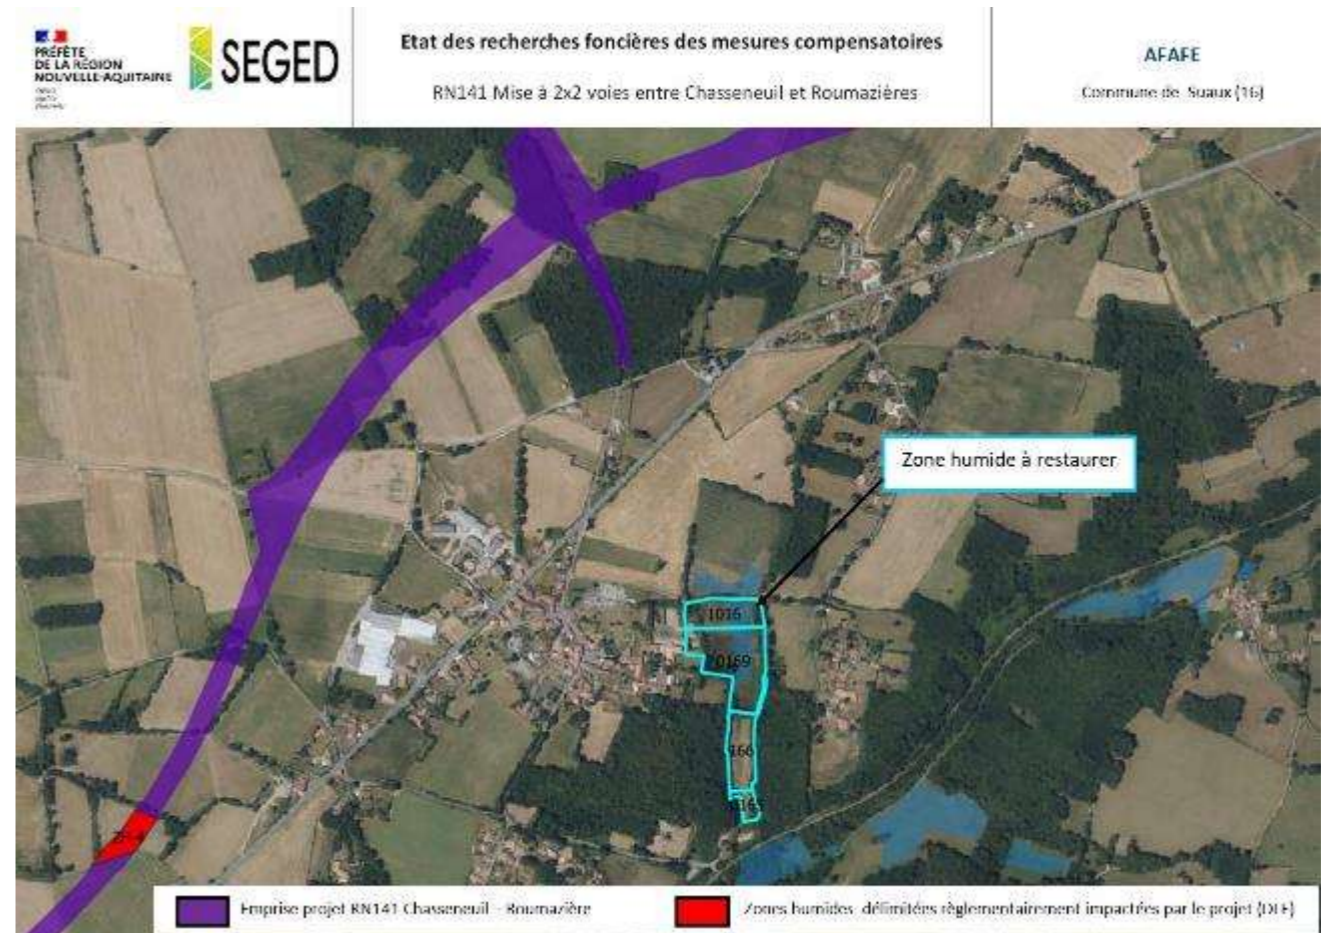 PRÉFÈTE
DE LA RÉGION
NOUVELLE-AQUITAINE
SEGED
Etat des recherches foncières des mesures compensatoires
RN141 Mise à 2x2 voies entre Chasseneuil et Roumazières
AFAFE
Commune de Suaux (16)
Zone humide à restaurer
1016
0169
166
Emprise projet RN141 Chasseneuil - Roumazière
Zones humides délimitées règlementairement impactées par le projet